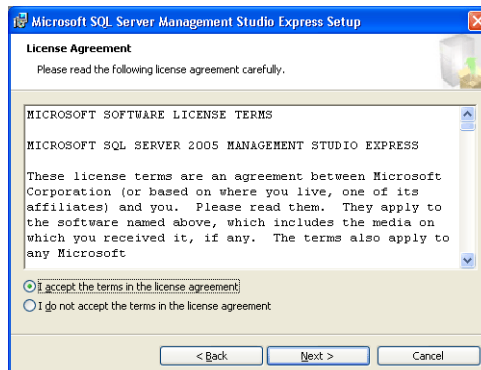 Microsoft SQL Server Management Studio Express Setup
License Agreement
Please read the following license agreement carefully.
MICROSOFT SOFTWARE LICENSE TERMS
MICROSOFT SQL SERVER 2005 MANAGEMENT STUDIO EXPRESS
These license terms are an agreement between Microsoft
Corporation (or based on where you live, one of its
affiliates) and you.  Please read them.  They apply to
the software named above, which includes the media on
which you received it, if any.  The terms also apply to
any Microsoft
I accept the terms in the license agreement
I do not accept the terms in the license agreement
< Back
Next >
Cancel